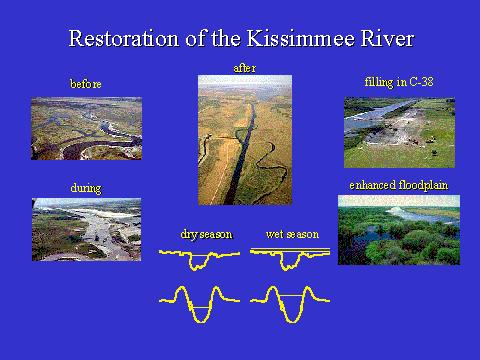 Restoration of the Kissimmee River
before
after
filling in C-38
during
enhanced floodplain
dry season
wet season